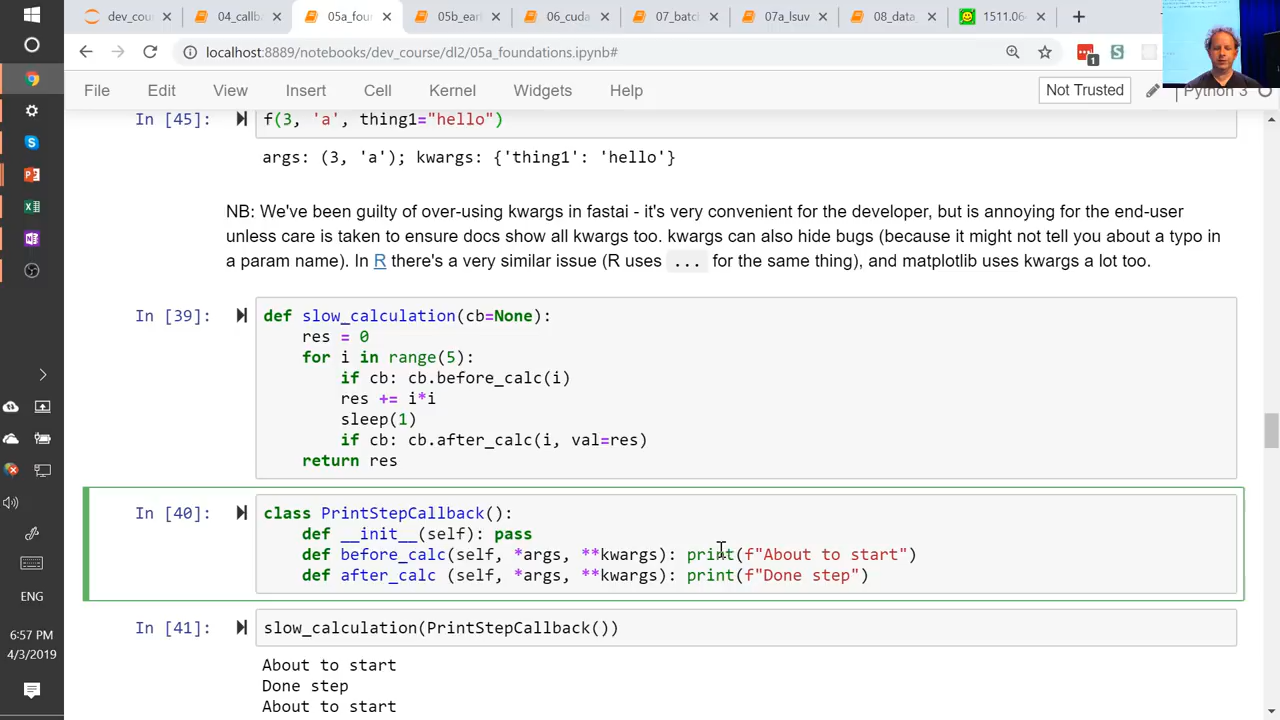 dev_cou
04_callb
05a_four
05b_earl
06_cuda
07_batch
07a_lsuv
08_data
1511.06
localhost:8889/notebooks/dev_course/dl2/05a_foundations.ipynb#
1
File Edit View Insert Cell Kernel Widgets Help
Not Trusted
Python 3
In [45]: f(3, 'a', thing1="hello")
args: (3, 'a'); kwargs: {'thing1': 'hello'}
NB: We've been guilty of over-using kwargs in fastai - it's very convenient for the developer, but is annoying for the end-user
unless care is taken to ensure docs show all kwargs too. kwargs can also hide bugs (because it might not tell you about a typo in
a param name). In R there's a very similar issue (R uses ... for the same thing), and matplotlib uses kwargs a lot too.
In [39]: def slow_calculation(cb=None):
res = 0
for i in range(5):
if cb: cb.before_calc(i)
res += i*i
sleep(1)
if cb: cb.after_calc(i, val=res)
return res
In [40]: class PrintStepCallback():
def __init__(self): pass
def before_calc(self, *args, **kwargs): print(f"About to start")
def after_calc (self, *args, **kwargs): print(f"Done step")
In [41]: slow_calculation(PrintStepCallback())
About to start
Done step
About to start
ENG
6:57 PM
4/3/2019